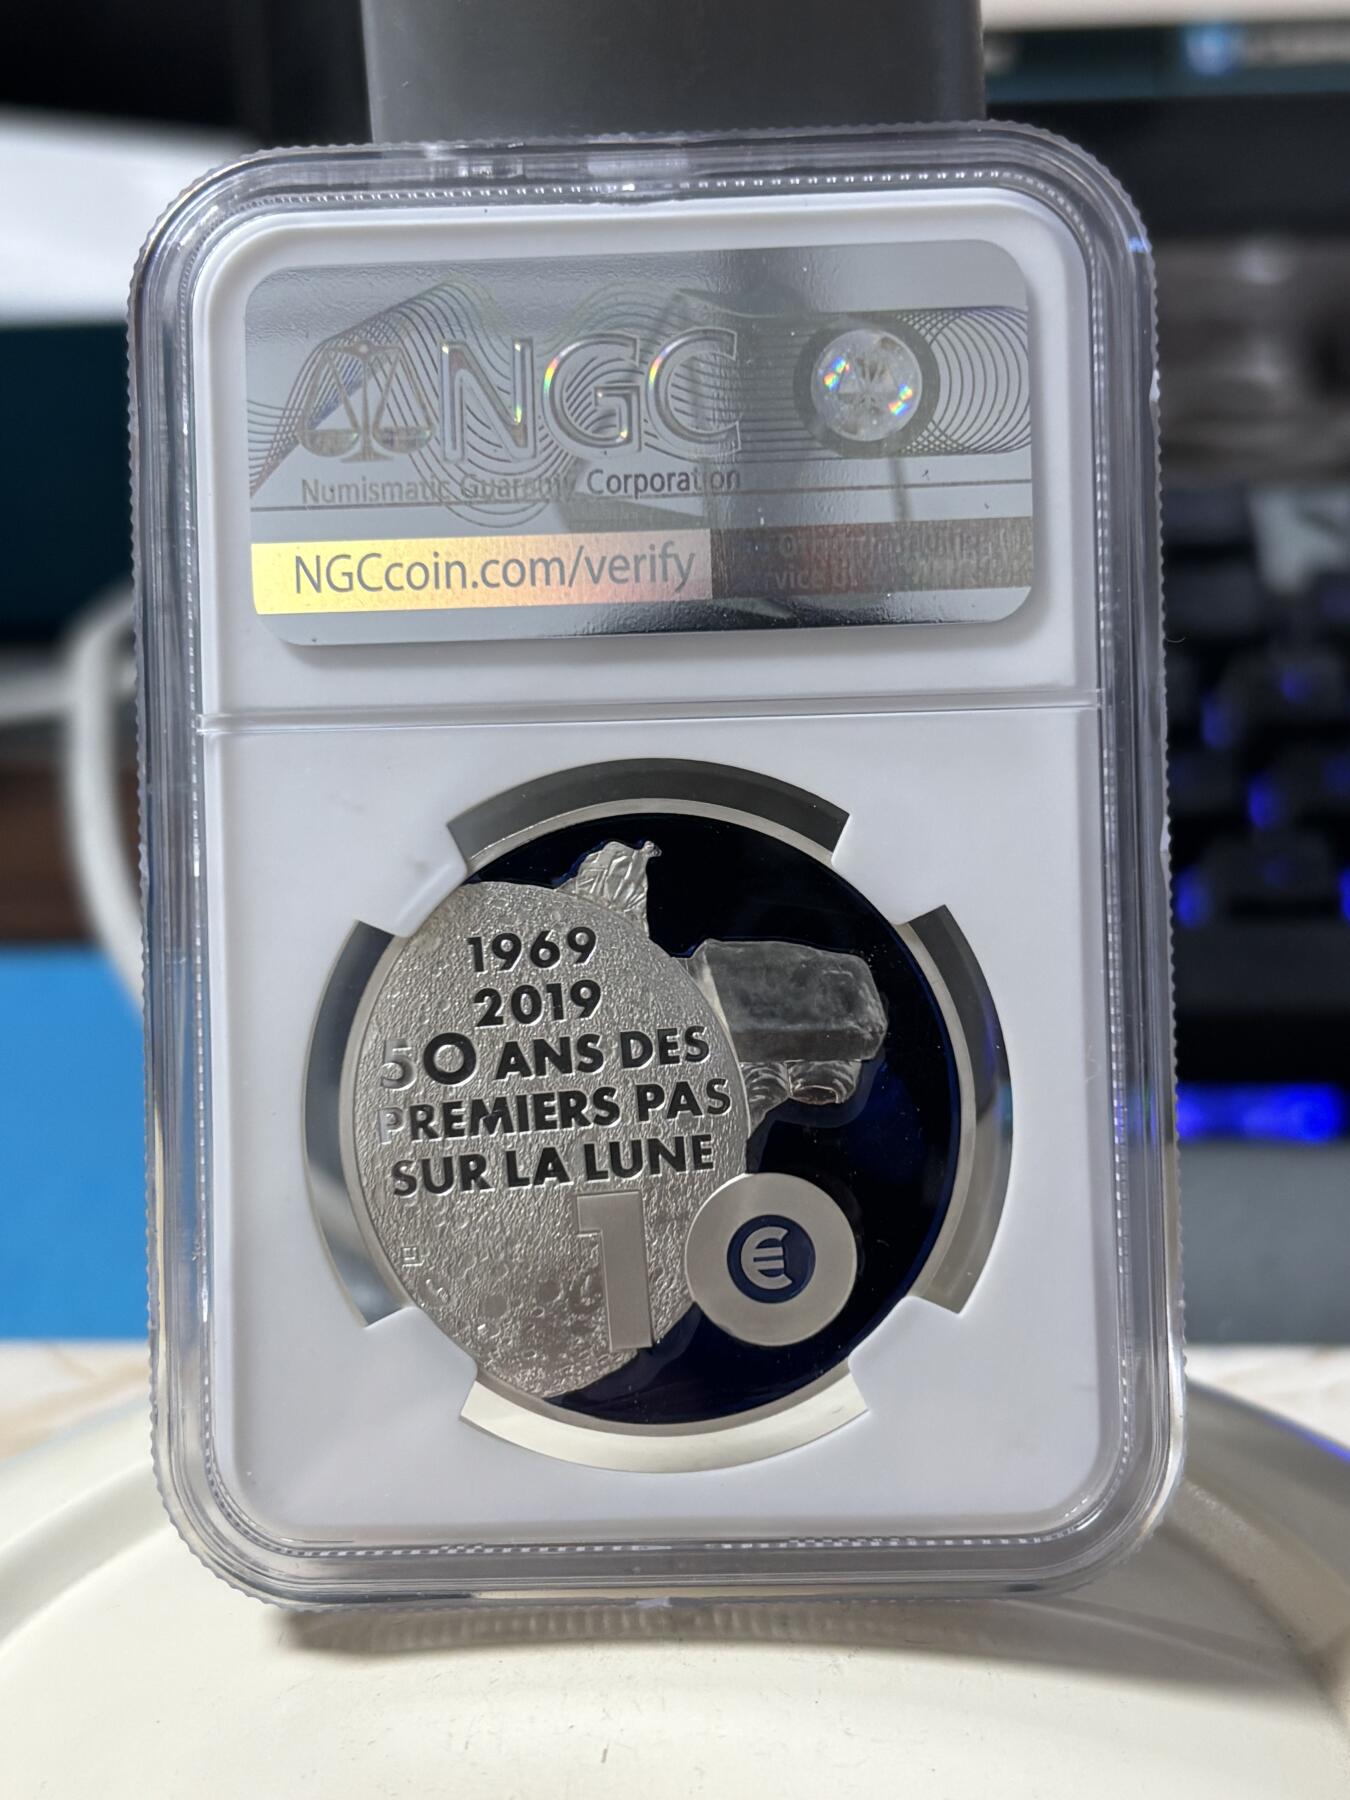 NGC
Numismatic Guaranty Corporation
NGCcoin.com/verify
1969
2019
50 ANS DES
PREMIERS PAS
SUR LA LUNE
10
€